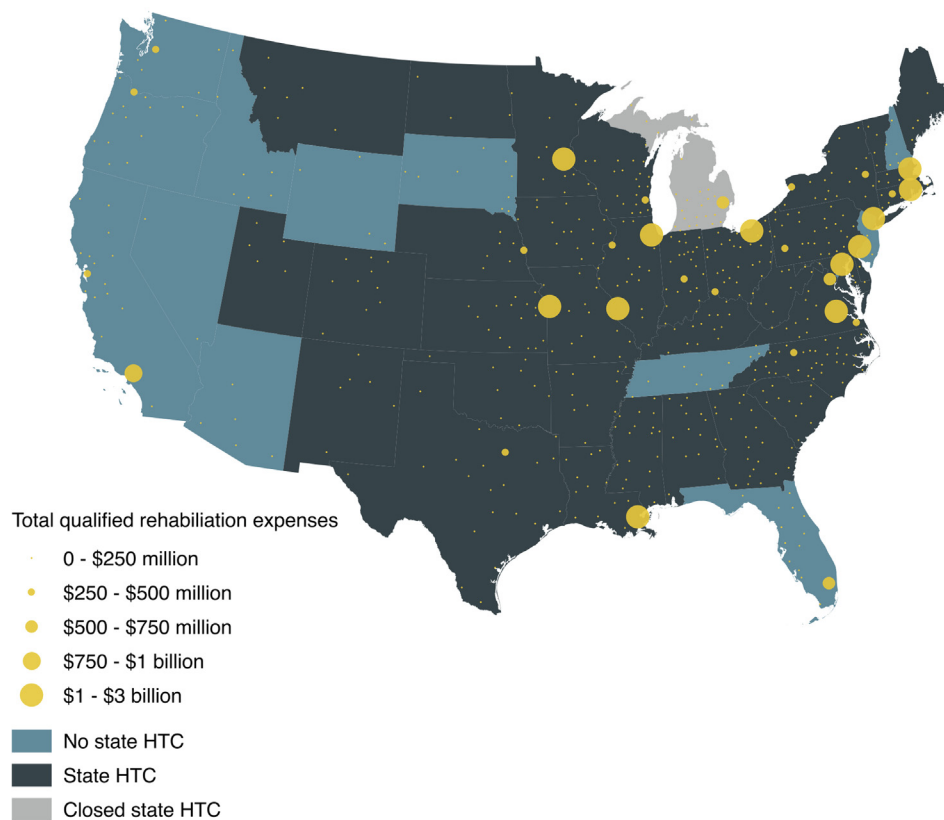 Total qualified rehabiliation expenses
0 - $250 million
$250 - $500 million
$500 - $750 million
$750 - $1 billion
$1 - $3 billion
No state HTC
State HTC
Closed state HTC